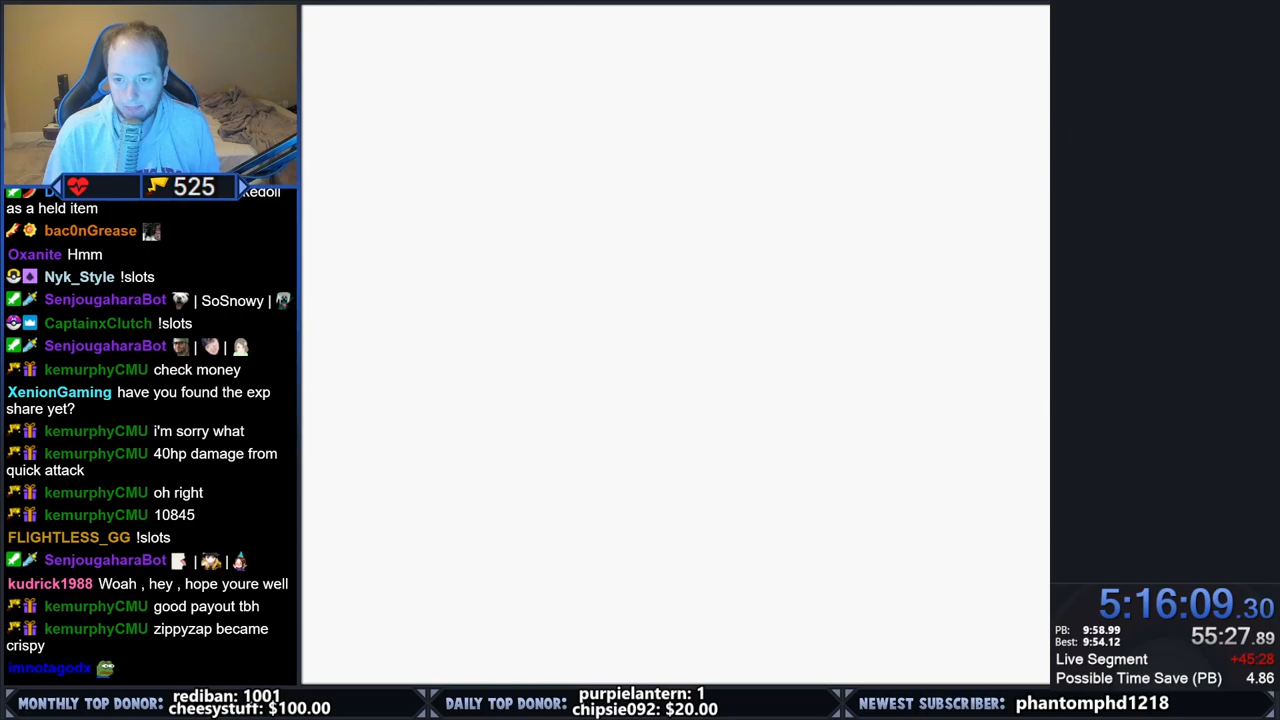 525
as a held item
bac0nGrease
Oxanite Hmm
Nyk_Style !slots
SenjougaharaBot | SoSnowy |
CaptainxClutch !slots
SenjougaharaBot | |
kemurphyCMU check money
XenionGaming have you found the exp
share yet?
kemurphyCMU i'm sorry what
kemurphyCMU 40hp damage from
quick attack
kemurphyCMU oh right
kemurphyCMU 10845
FLIGHTLESS_GG !slots
SenjougaharaBot | |
kudrick1988 Woah , hey , hope youre well
kemurphyCMU good payout tbh
kemurphyCMU zippyzap became
crispy
imnotagodx
5:16:09.30
PB: 9:58.99
Best: 9:54.12
55:27.89
Live Segment +45:28
Possible Time Save (PB) 4.86
MONTHLY TOP DONOR: rediban: 1001
cheesystuff: $100.00
DAILY TOP DONOR: purpielantern: 1
chipsie092: $20.00
NEWEST SUBSCRIBER: phantomphd1218